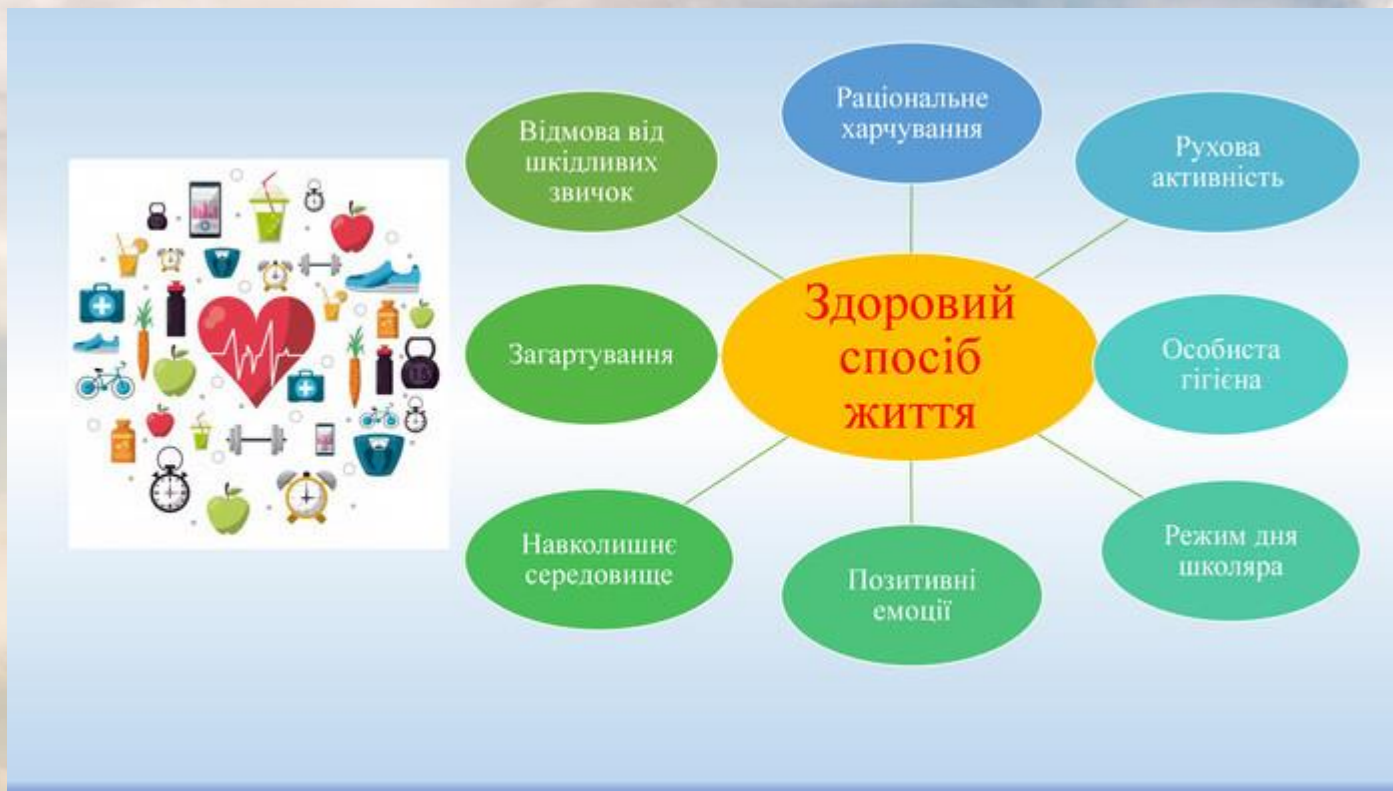 Раціональне
харчування
Відмова від
шкідливих
звичок
Рухова
активність
Здоровий
спосіб
життя
Загартування
Особиста
гігієна
Навколишнє
середовище
Позитивні
емоції
Режим дня
школяра